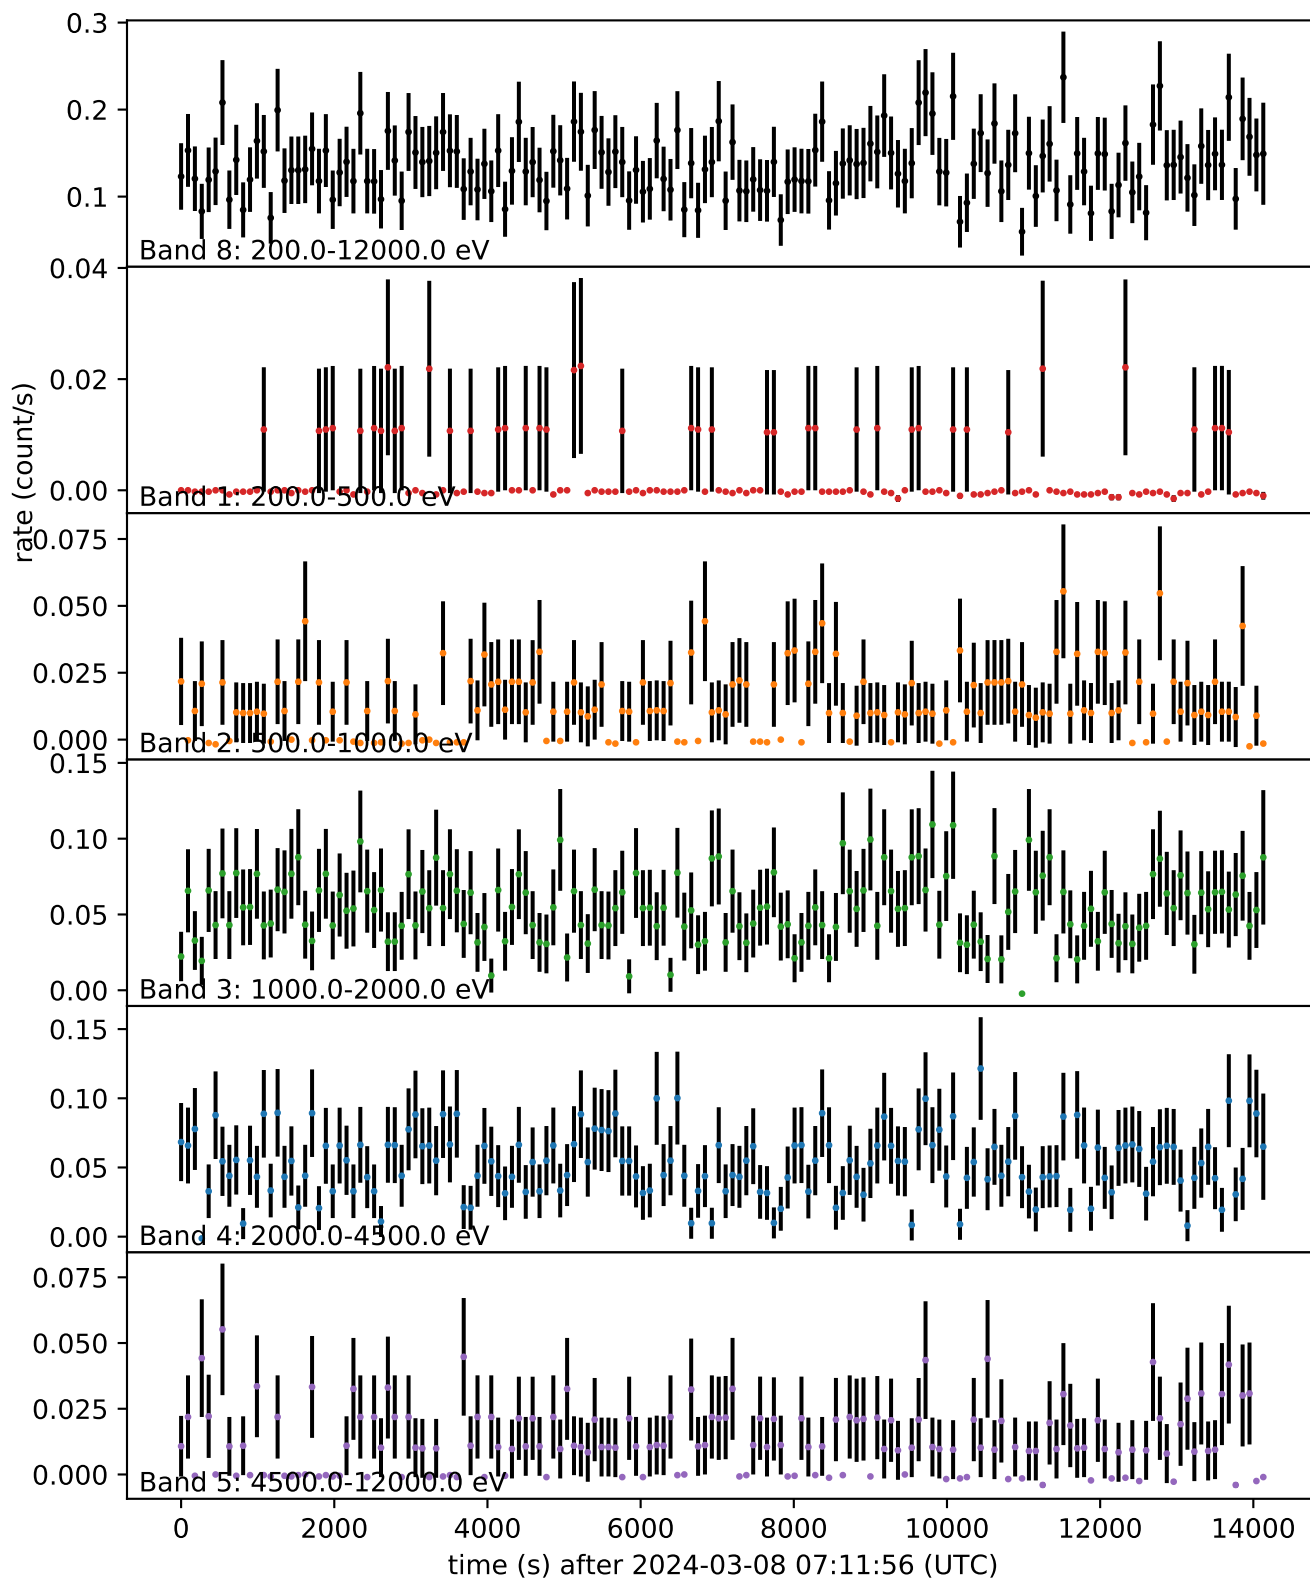 0.3
0.2
0.1
Band 8: 200.0-12000.0 eV
0.04
0.02
0.00
Band 1: 200.0-500.0 eV
rate (count/s)
0.075
0.050
0.025
0.000
Band 2: 500.0-1000.0 eV
0.15
0.10
0.05
0.00
Band 3: 1000.0-2000.0 eV
0.15
0.10
0.05
0.00
Band 4: 2000.0-4500.0 eV
0.075
0.050
0.025
0.000
Band 5: 4500.0-12000.0 eV
0 2000 4000 6000 8000 10000 12000 14000
time (s) after 2024-03-08 07:11:56 (UTC)